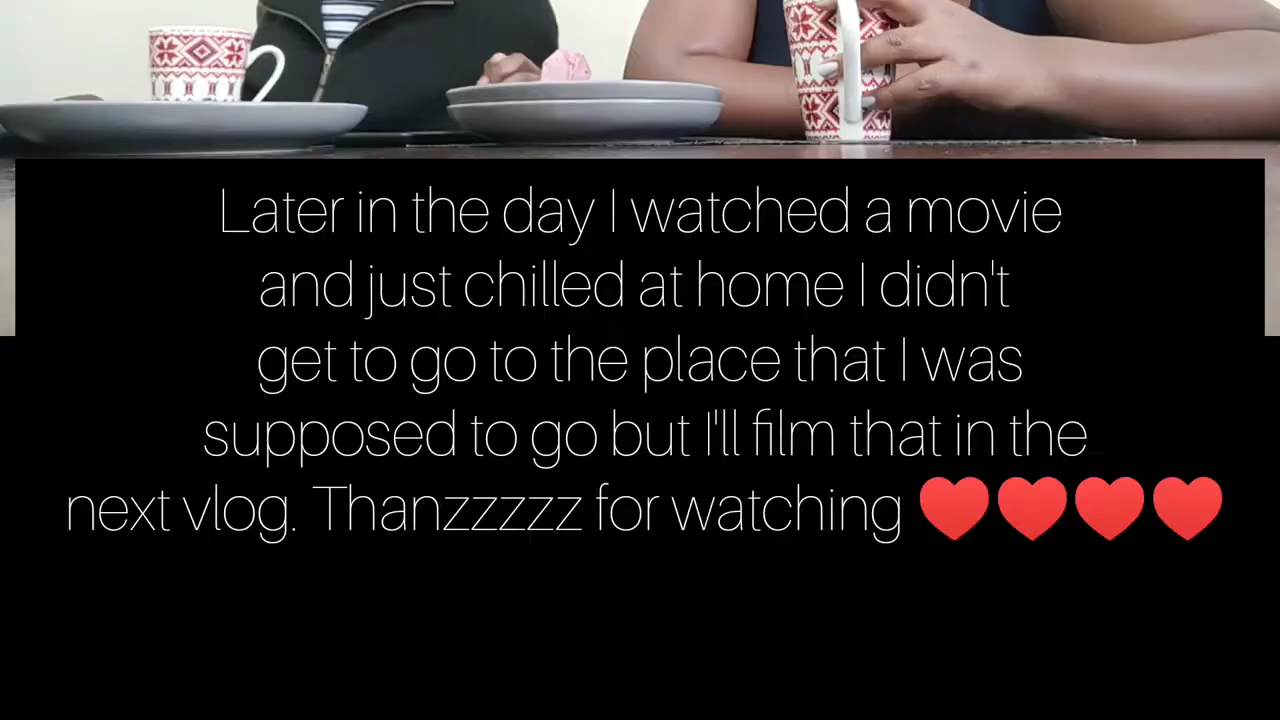 Later in the day I watched a movie
and just chilled at home I didn't
get to go to the place that I was
supposed to go but I'll film that in the
next vlog. Thanzzzzz for watching ❤️❤️❤️❤️